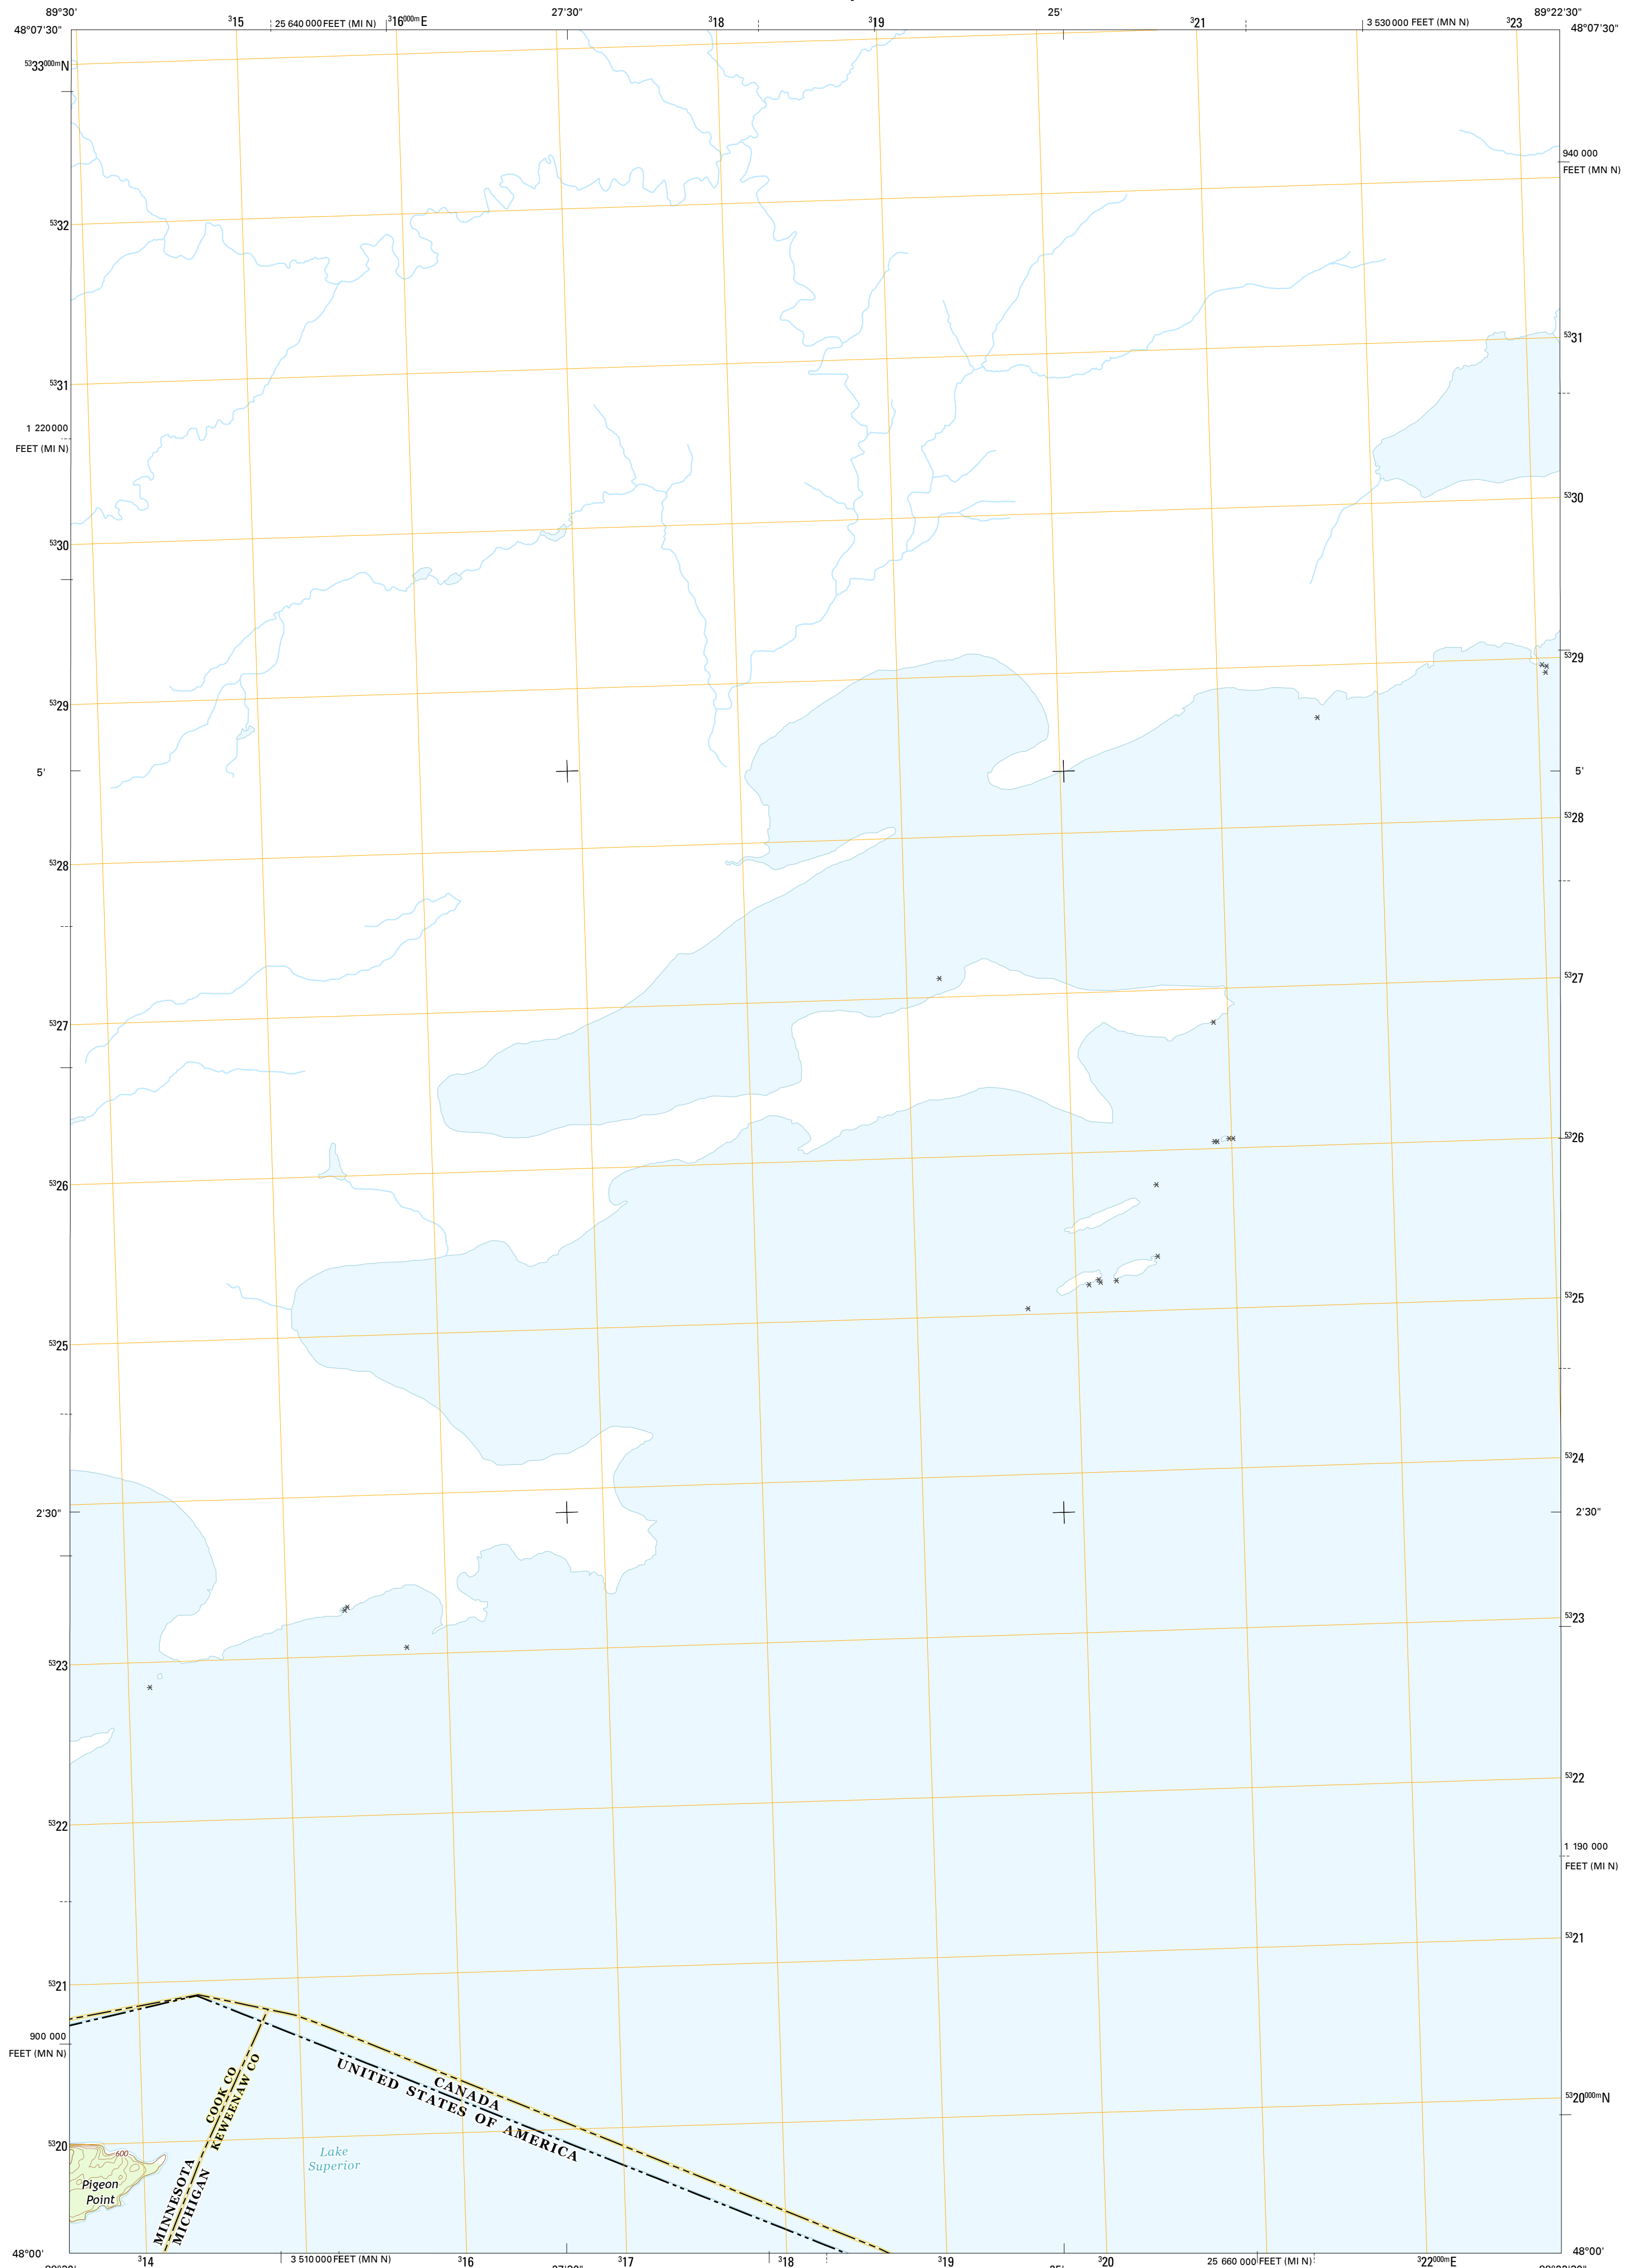 89°30'
³15
25 640 000 FEET (MI N)
³16⁰⁰⁰ᵐE
27'30"
³18
³19
25'
³21
3 530 000 FEET (MN N)
³23
89°22'30"
48°07'30"
48°07'30"
⁵³33⁰⁰⁰ᵐN
940 000
FEET (MN N)
⁵³32
⁵³31
⁵³31
1 220 000
FEET (MI N)
⁵³30
⁵³30
⁵³29
⁵³29
5'
5'
⁵³28
⁵³28
⁵³27
⁵³27
⁵³26
⁵³26
⁵³25
⁵³25
⁵³24
2'30"
2'30"
⁵³23
⁵³23
⁵³22
⁵³22
1 190 000
FEET (MI N)
⁵³21
⁵³21
900 000
FEET (MN N)
COOK CO
KEWEENAW CO
CANADA
UNITED STATES OF AMERICA
⁵³20⁰⁰⁰ᵐN
⁵³20
600
Lake
Superior
Pigeon
Point
MINNESOTA
MICHIGAN
48°00'
48°00'
³14
3 510 000 FEET (MN N)
³16
³17
³18
³19
20
25 660 000 FEET (MI N)
³22⁰⁰⁰ᵐE